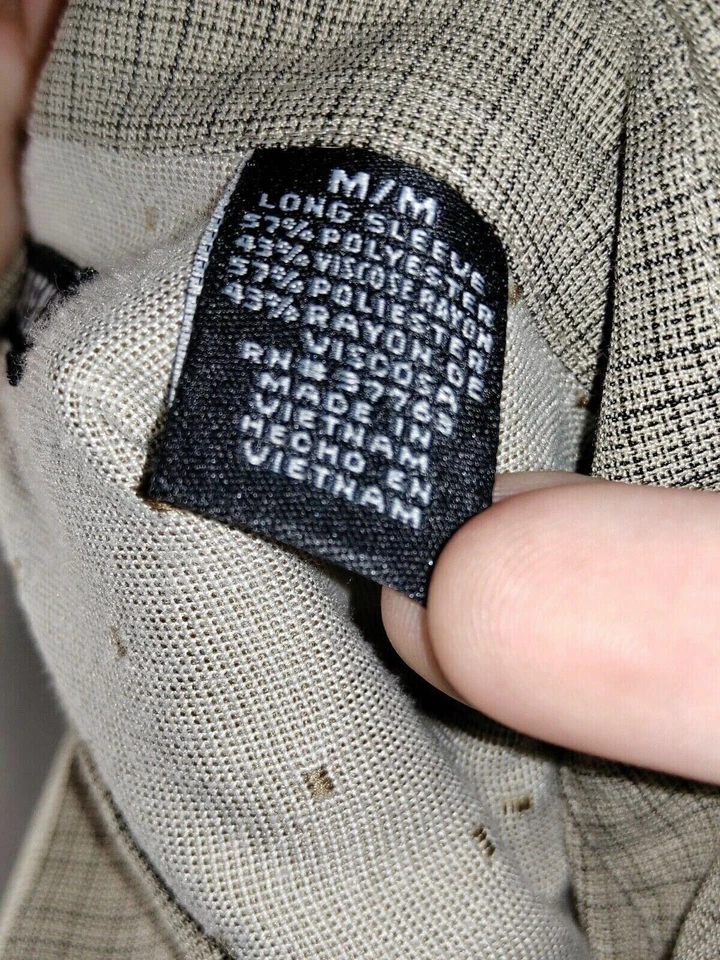 M/M
LONG SLEEVE
57% POLYESTER
43% VISCOSE RAYON
57% POLIESTER
43% RAYON DE
VISCOSA
RN# 37763
MADE IN
VIETNAM
HECHO EN
VIETNAM